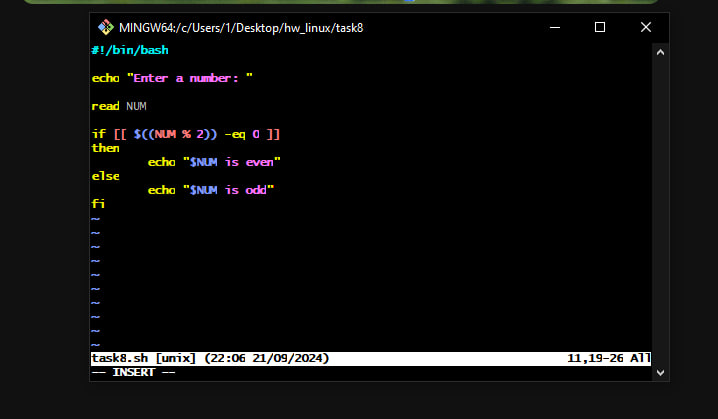 MINGW64:/c/Users/1/Desktop/hw_linux/task8
#!/bin/bash
echo "Enter a number: "
read NUM
if [[ $((NUM % 2)) -eq 0 ]]
then
echo "$NUM is even"
else
echo "$NUM is odd"
fi
~
~
~
~
~
~
~
~
~
~
task8.sh [unix] (22:06 21/09/2024) 11,19-26 All
-- INSERT --